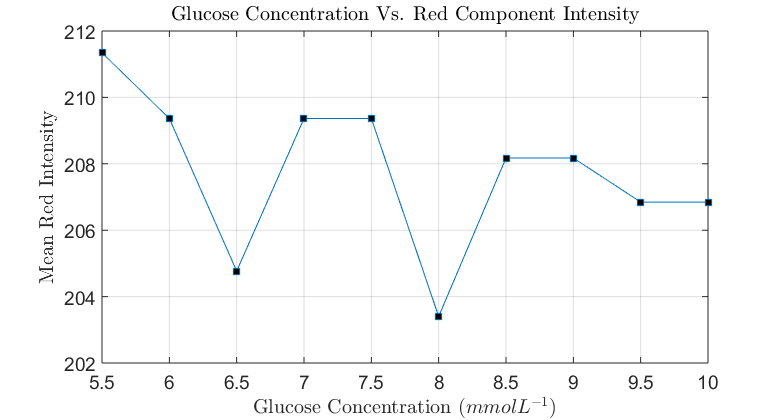 Glucose Concentration Vs. Red Component Intensity
212
210
208
206
204
202
Mean Red Intensity
5.5 6 6.5 7 7.5 8 8.5 9 9.5 10
Glucose Concentration (mmolL⁻¹)